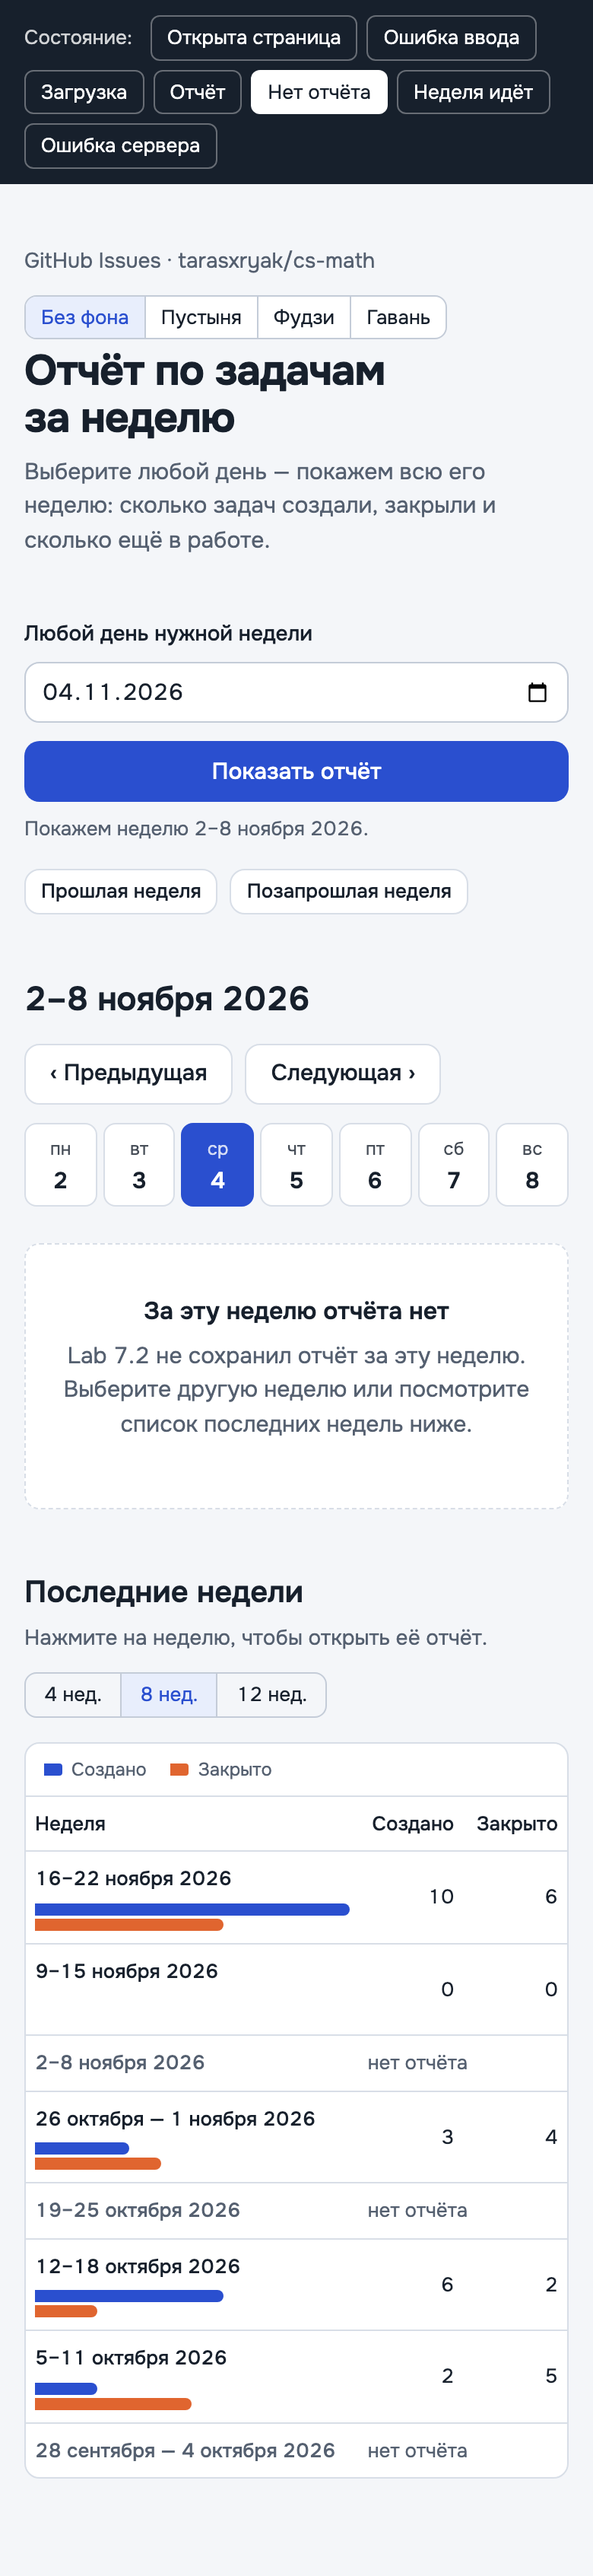 Состояние: Открыта страница Ошибка ввода
Загрузка Отчёт Нет отчёта Неделя идёт
Ошибка сервера
GitHub Issues · tarasxryak/cs-math
Без фона Пустыня Фудзи Гавань
Отчёт по задачам
за неделю
Выберите любой день — покажем всю его
неделю: сколько задач создали, закрыли и
сколько ещё в работе.
Любой день нужной недели
04.11.2026
Показать отчёт
Покажем неделю 2–8 ноября 2026.
Прошлая неделя Позапрошлая неделя
2–8 ноября 2026
‹ Предыдущая Следующая ›
пн вт ср чт пт сб вс
2 3 4 5 6 7 8
За эту неделю отчёта нет
Lab 7.2 не сохранил отчёт за эту неделю.
Выберите другую неделю или посмотрите
список последних недель ниже.
Последние недели
Нажмите на неделю, чтобы открыть её отчёт.
4 нед. 8 нед. 12 нед.
Создано Закрыто
Неделя Создано Закрыто
16–22 ноября 2026 10 6
9–15 ноября 2026 0 0
2–8 ноября 2026 нет отчёта
26 октября — 1 ноября 2026 3 4
19–25 октября 2026 нет отчёта
12–18 октября 2026 6 2
5–11 октября 2026 2 5
28 сентября — 4 октября 2026 нет отчёта